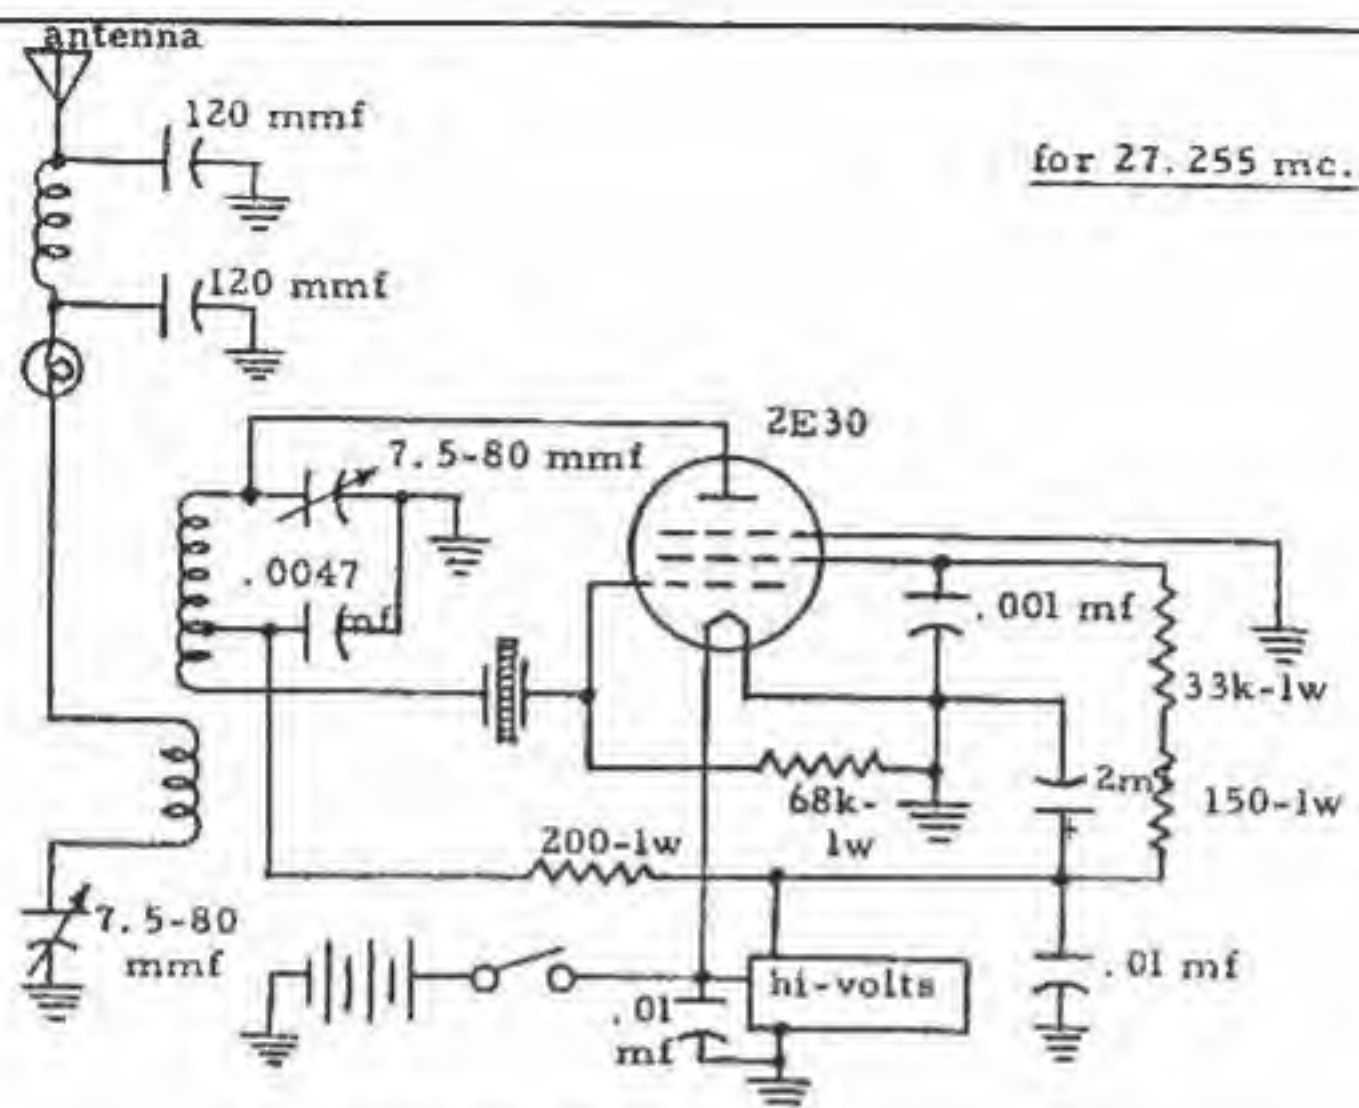 antenna
120 mmf
for 27.255 mc.
120 mmf
2E30
7.5-80 mmf
.0047
mf
.001 mf
33k-1w
2mf
150-1w
68k-
1w
200-1w
7.5-80
mmf
hi-volts
.01 mf
.01
mf
+